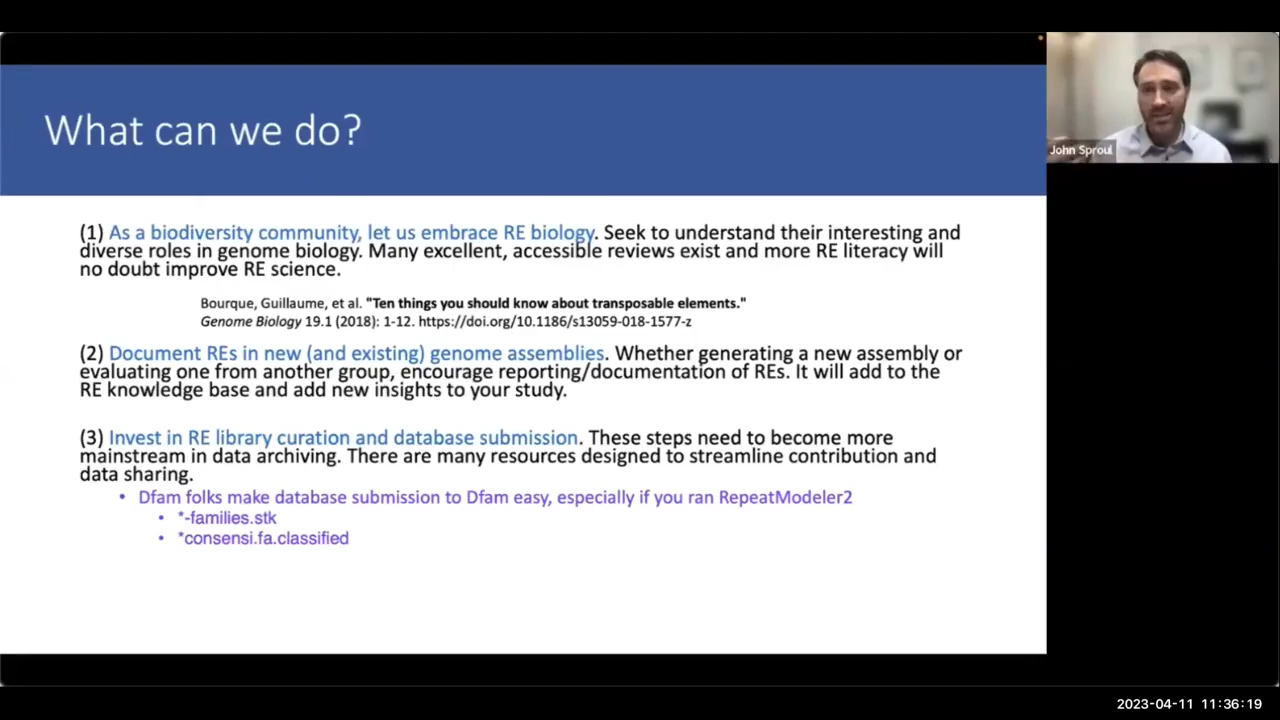 What can we do?
John Sproul
(1) As a biodiversity community, let us embrace RE biology. Seek to understand their interesting and
diverse roles in genome biology. Many excellent, accessible reviews exist and more RE literacy will
no doubt improve RE science.
Bourque, Guillaume, et al. "Ten things you should know about transposable elements."
Genome Biology 19.1 (2018): 1-12. https://doi.org/10.1186/s13059-018-1577-z
(2) Document REs in new (and existing) genome assemblies. Whether generating a new assembly or
evaluating one from another group, encourage reporting/documentation of REs. It will add to the
RE knowledge base and add new insights to your study.
(3) Invest in RE library curation and database submission. These steps need to become more
mainstream in data archiving. There are many resources designed to streamline contribution and
data sharing.
• Dfam folks make database submission to Dfam easy, especially if you ran RepeatModeler2
• *-families.stk
• *consensi.fa.classified
2023-04-11 11:36:19